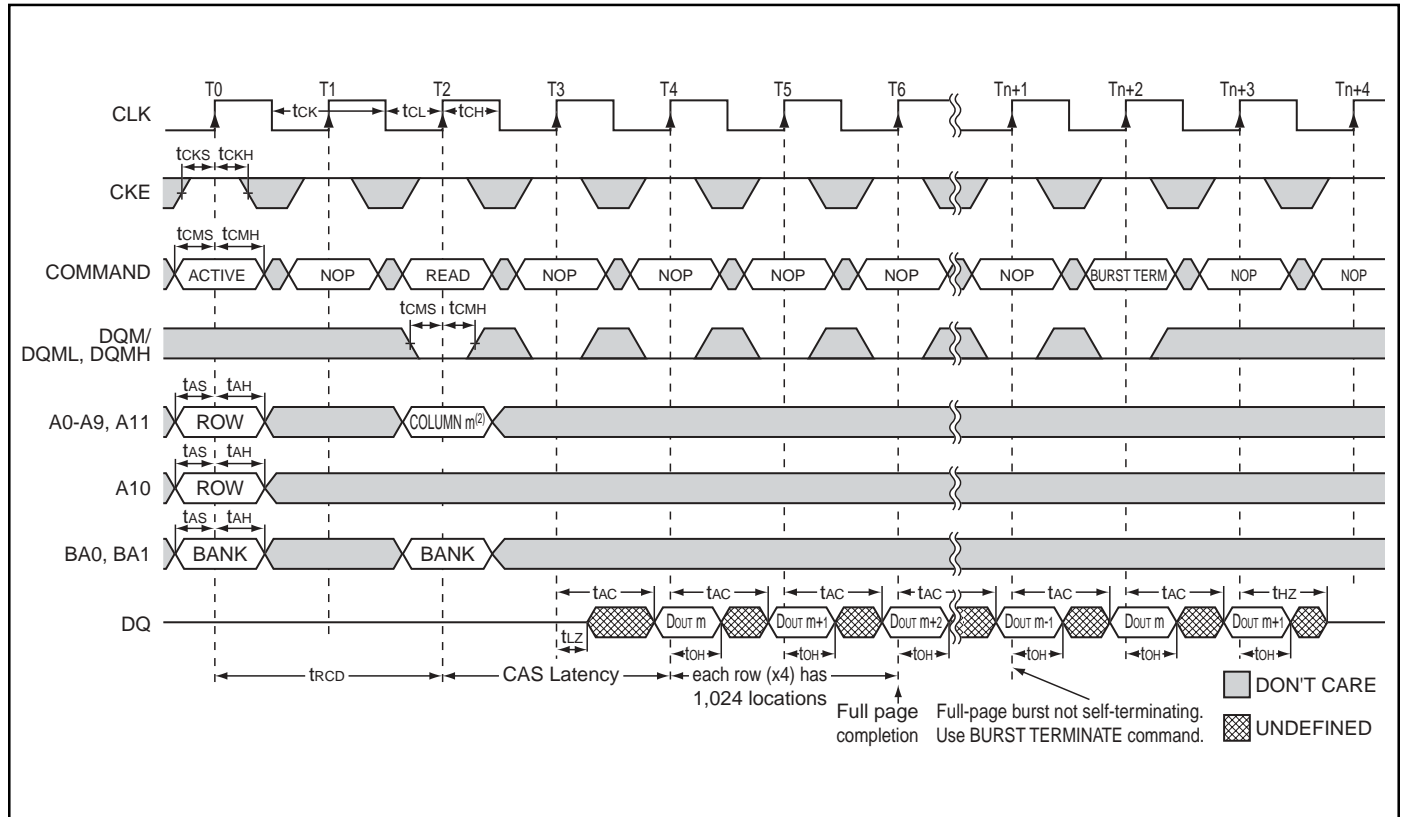 T0 T1 T2 T3 T4 T5 T6 Tn+1 Tn+2 Tn+3 Tn+4
CLK
tCK tCL tCH
tCKS tCKH
CKE
tCMS tCMH
COMMAND
ACTIVE NOP READ NOP NOP NOP NOP NOP BURST TERM NOP NOP
tCMS tCMH
DQM/
DQML, DQMH
tAS tAH
A0-A9, A11
ROW COLUMN m(2)
tAS tAH
A10
ROW
tAS tAH
BA0, BA1
BANK BANK
tAC tAC tAC tAC tAC tAC tHZ
DQ
DOUT m DOUT m+1 DOUT m+2 DOUT m-1 DOUT m DOUT m+1
tLZ tOH tOH tOH tOH tOH tOH
tRCD CAS Latency each row (x4) has
1,024 locations
Full page
completion
Full-page burst not self-terminating.
Use BURST TERMINATE command.
DON'T CARE
UNDEFINED